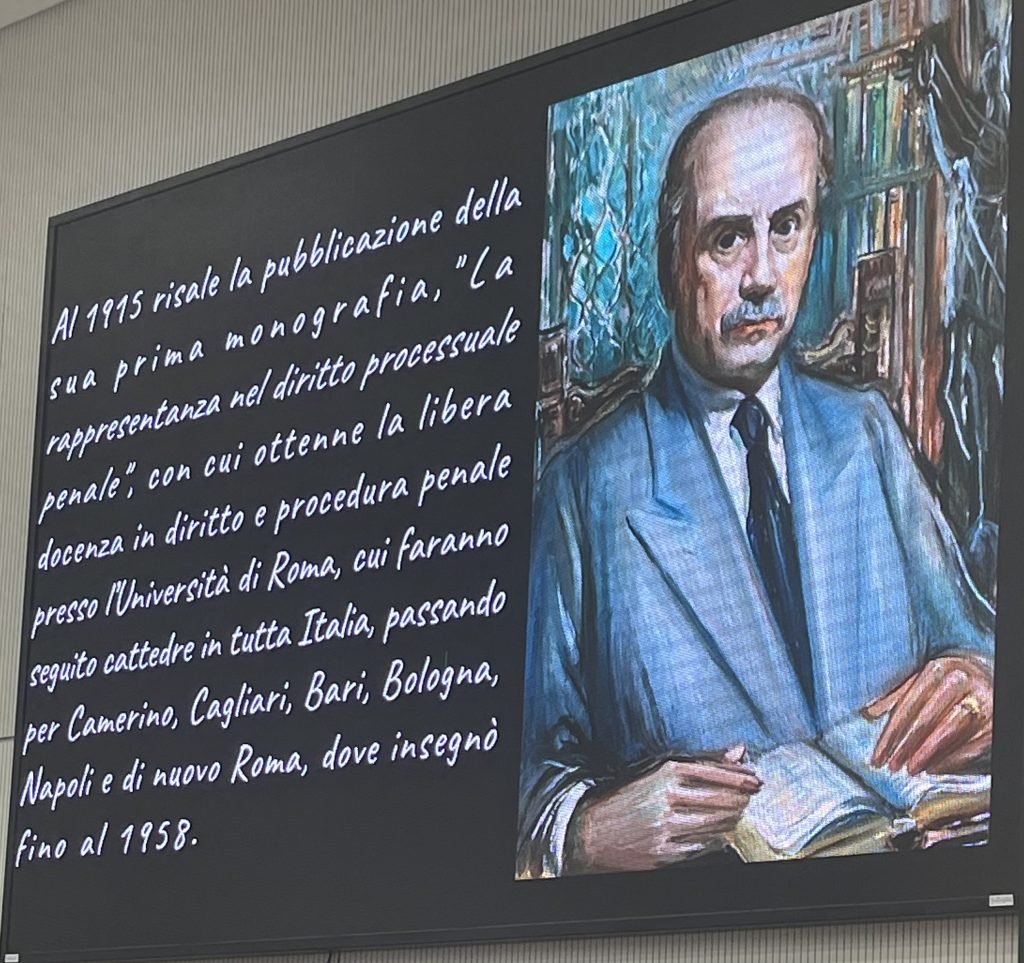 Al 1915 risale la pubblicazione della
sua prima monografia, "La
rappresentanza nel diritto processuale
penale", con cui ottenne la libera
docenza in diritto e procedura penale
presso l'Università di Roma, cui faranno
seguito cattedre in tutta Italia, passando
per Camerino, Cagliari, Bari, Bologna,
Napoli e di nuovo Roma, dove insegnò
fino al 1958.